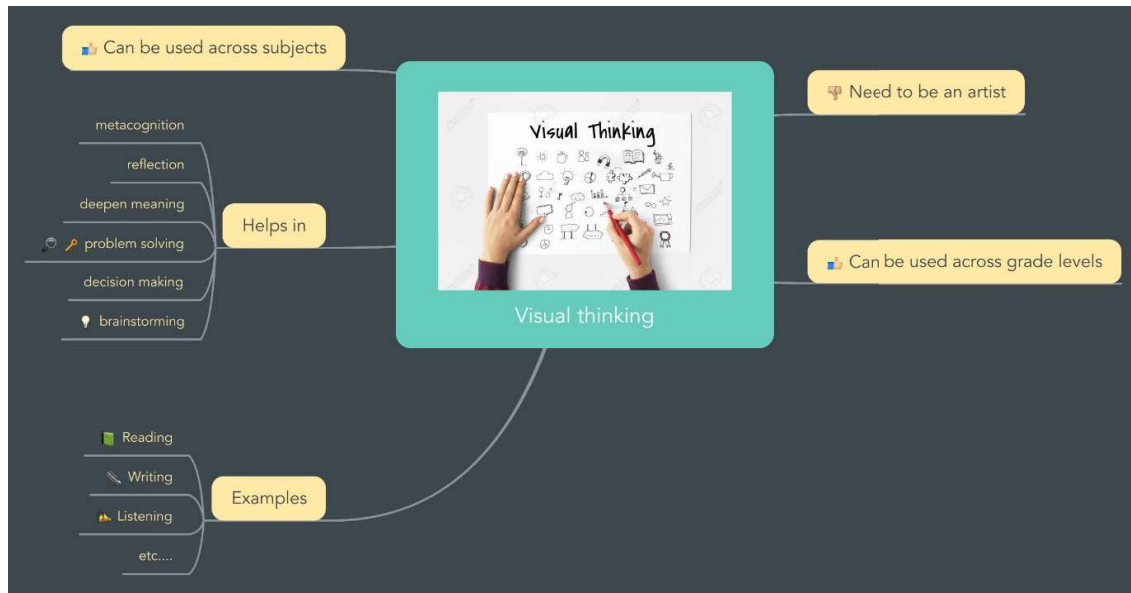 Can be used across subjects
metacognition
reflection
deepen meaning
problem solving
decision making
brainstorming
Helps in
Reading
Writing
Listening
etc....
Examples
Visual Thinking
Visual thinking
Need to be an artist
Can be used across grade levels